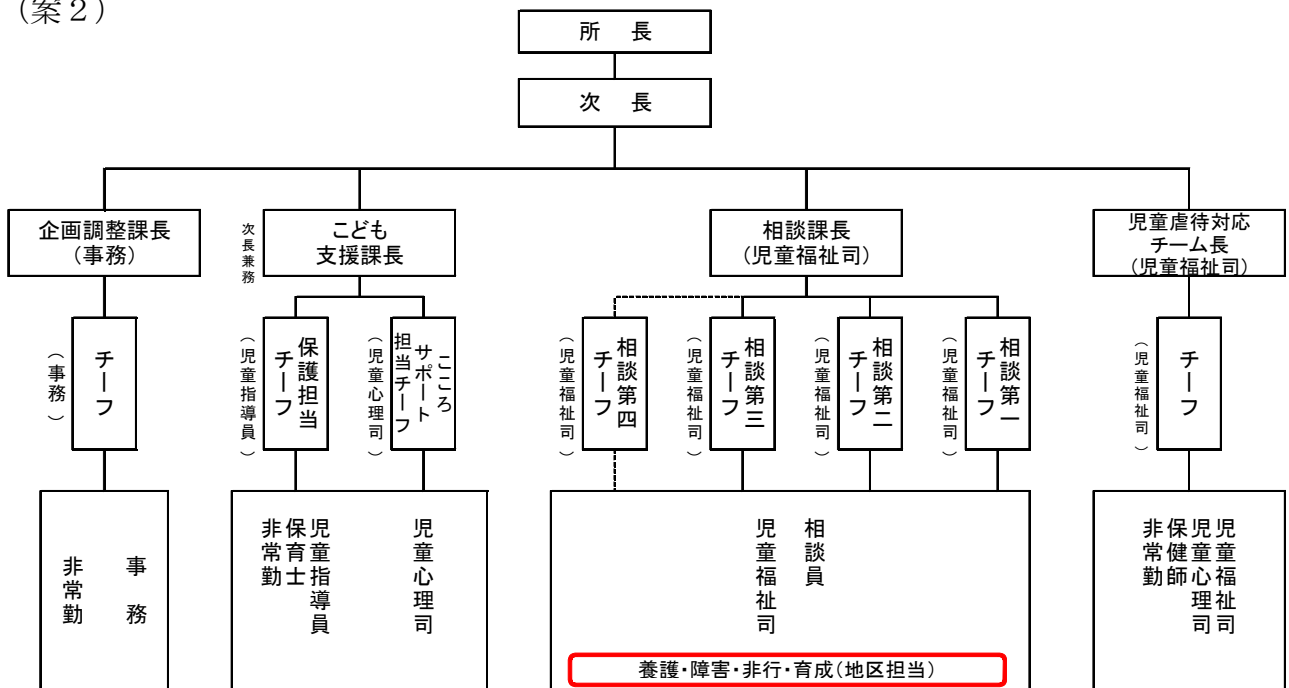 （案２）
所　長
次　長
企画調整課長
（事務）
次長兼務
こども
支援課長
相談課長
（児童福祉司）
児童虐待対応
チーム長
（児童福祉司）
（事務）
チーフ
（児童指導員）
保護担当
チーフ
（児童心理司）
こころ
サポート
担当チーフ
（児童福祉司）
相談第四
チーフ
（児童福祉司）
相談第三
チーフ
（児童福祉司）
相談第二
チーフ
（児童福祉司）
相談第一
チーフ
（児童福祉司）
チーフ
事　務
非常勤
児童心理司
児童指導員
保育士
非常勤
相談員
児童福祉司
養護・障害・非行・育成（地区担当）
児童福祉司
児童心理司
保健師
非常勤